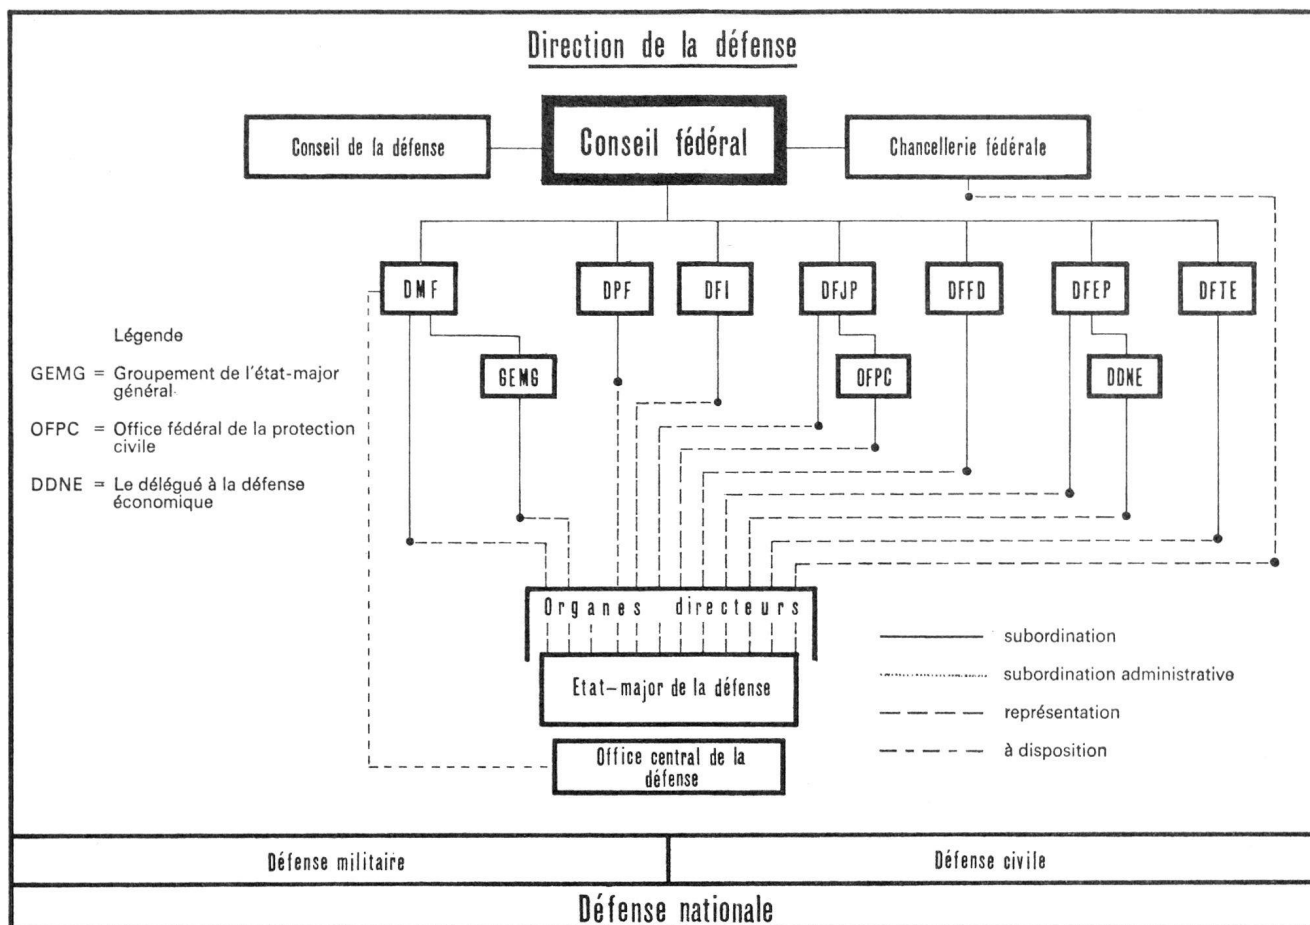 Direction de la défense
Conseil de la défense
Conseil fédéral
Chancellerie fédérale
DMF
DPF
DFI
DFJP
DFFD
DFEP
DFTE
GEMG
OFPC
DDNE
Légende
GEMG = Groupement de l'état-major
général
OFPC = Office fédéral de la protection
civile
DDNE = Le délégué à la défense
économique
Organes directeurs
Etat-major de la défense
Office central de la
défense
subordination
subordination administrative
représentation
à disposition
Défense militaire
Défense civile
Défense nationale